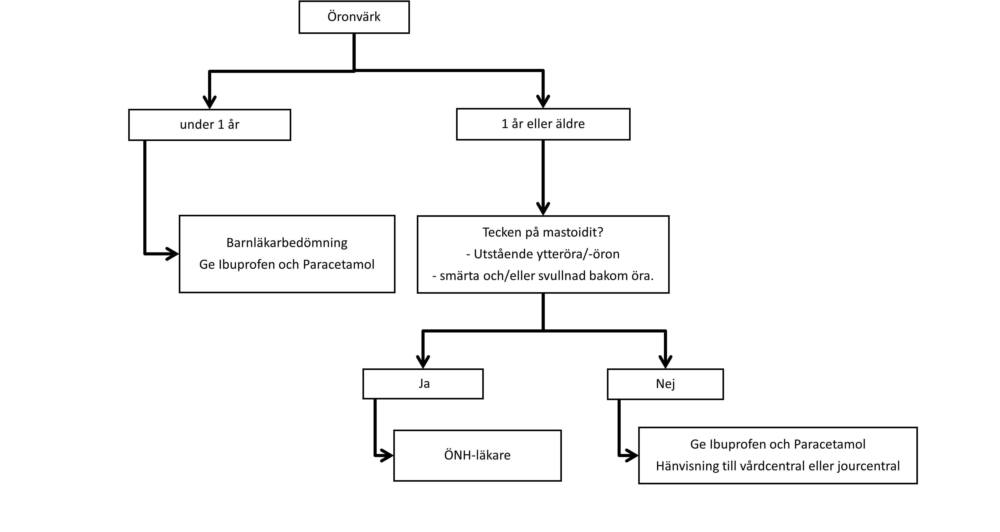 Öronvärk
under 1 år
1 år eller äldre
Barnläkarbedömning
Ge Ibuprofen och Paracetamol
Tecken på mastoidit?
- Utstående ytteröra/-öron
- smärta och/eller svullnad bakom öra.
Ja
Nej
ÖNH-läkare
Ge Ibuprofen och Paracetamol
Hänvisning till vårdcentral eller jourcentral